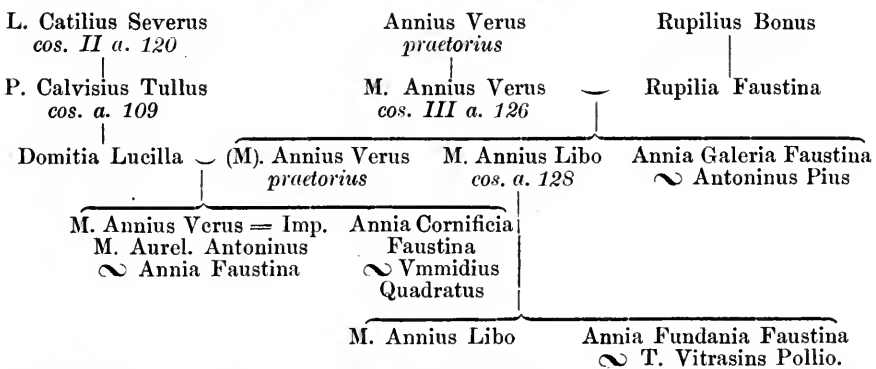 L. Catilius Severus Annius Verus Rupilius Bonus
cos. II a. 120 praetorius
P. Calvisius Tullus M. Annius Verus ⌣ Rupilia Faustina
cos. a. 109 cos. III a. 126
Domitia Lucilla ⌣ (M). Annius Verus M. Annius Libo Annia Galeria Faustina
praetorius cos. a. 128 ∾ Antoninus Pius
M. Annius Verus = Imp. Annia Cornificia
M. Aurel. Antoninus Faustina
∾ Annia Faustina ∾ Vmmidius
Quadratus
M. Annius Libo Annia Fundania Faustina
∾ T. Vitrasins Pollio.